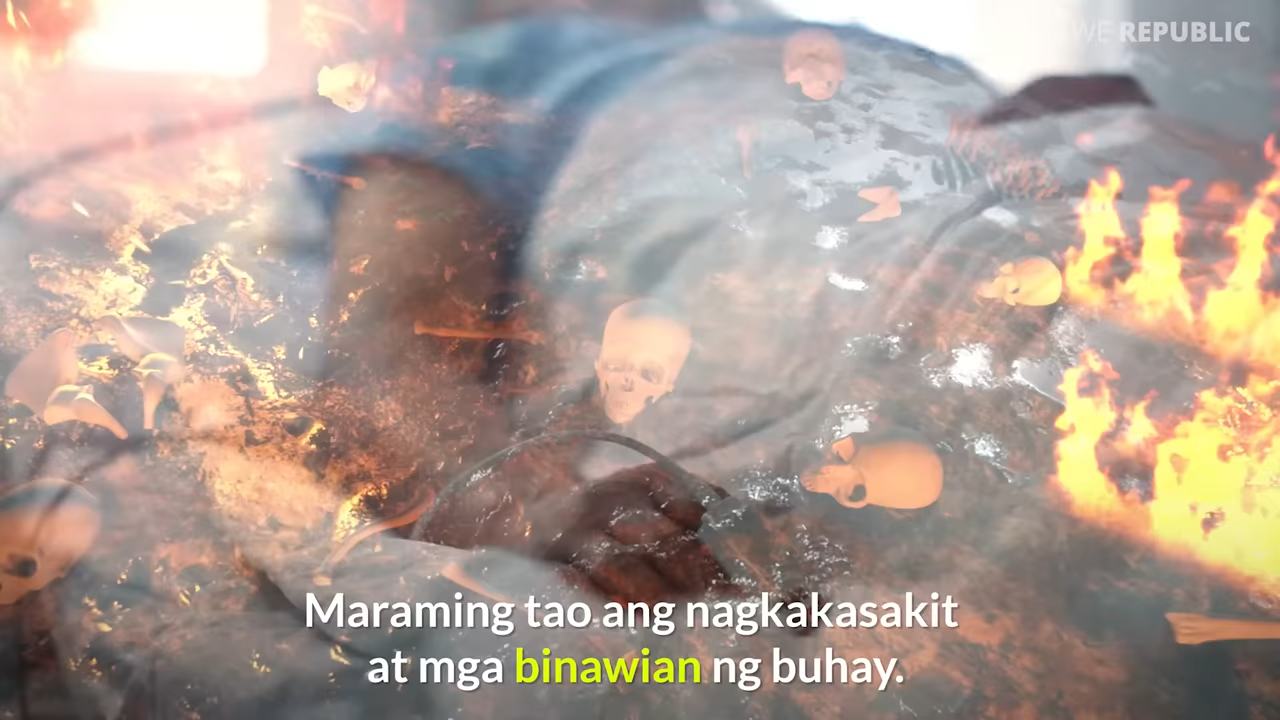 WE REPUBLIC
Maraming tao ang nagkakasakit
at mga binawian ng buhay.